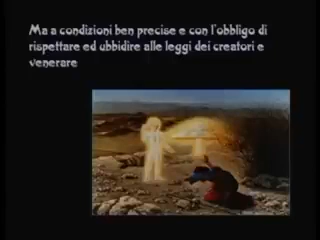 Ma a condizioni ben precise e con l'obbligo di
rispettare ed ubbidire alle leggi dei creatori e
venerare